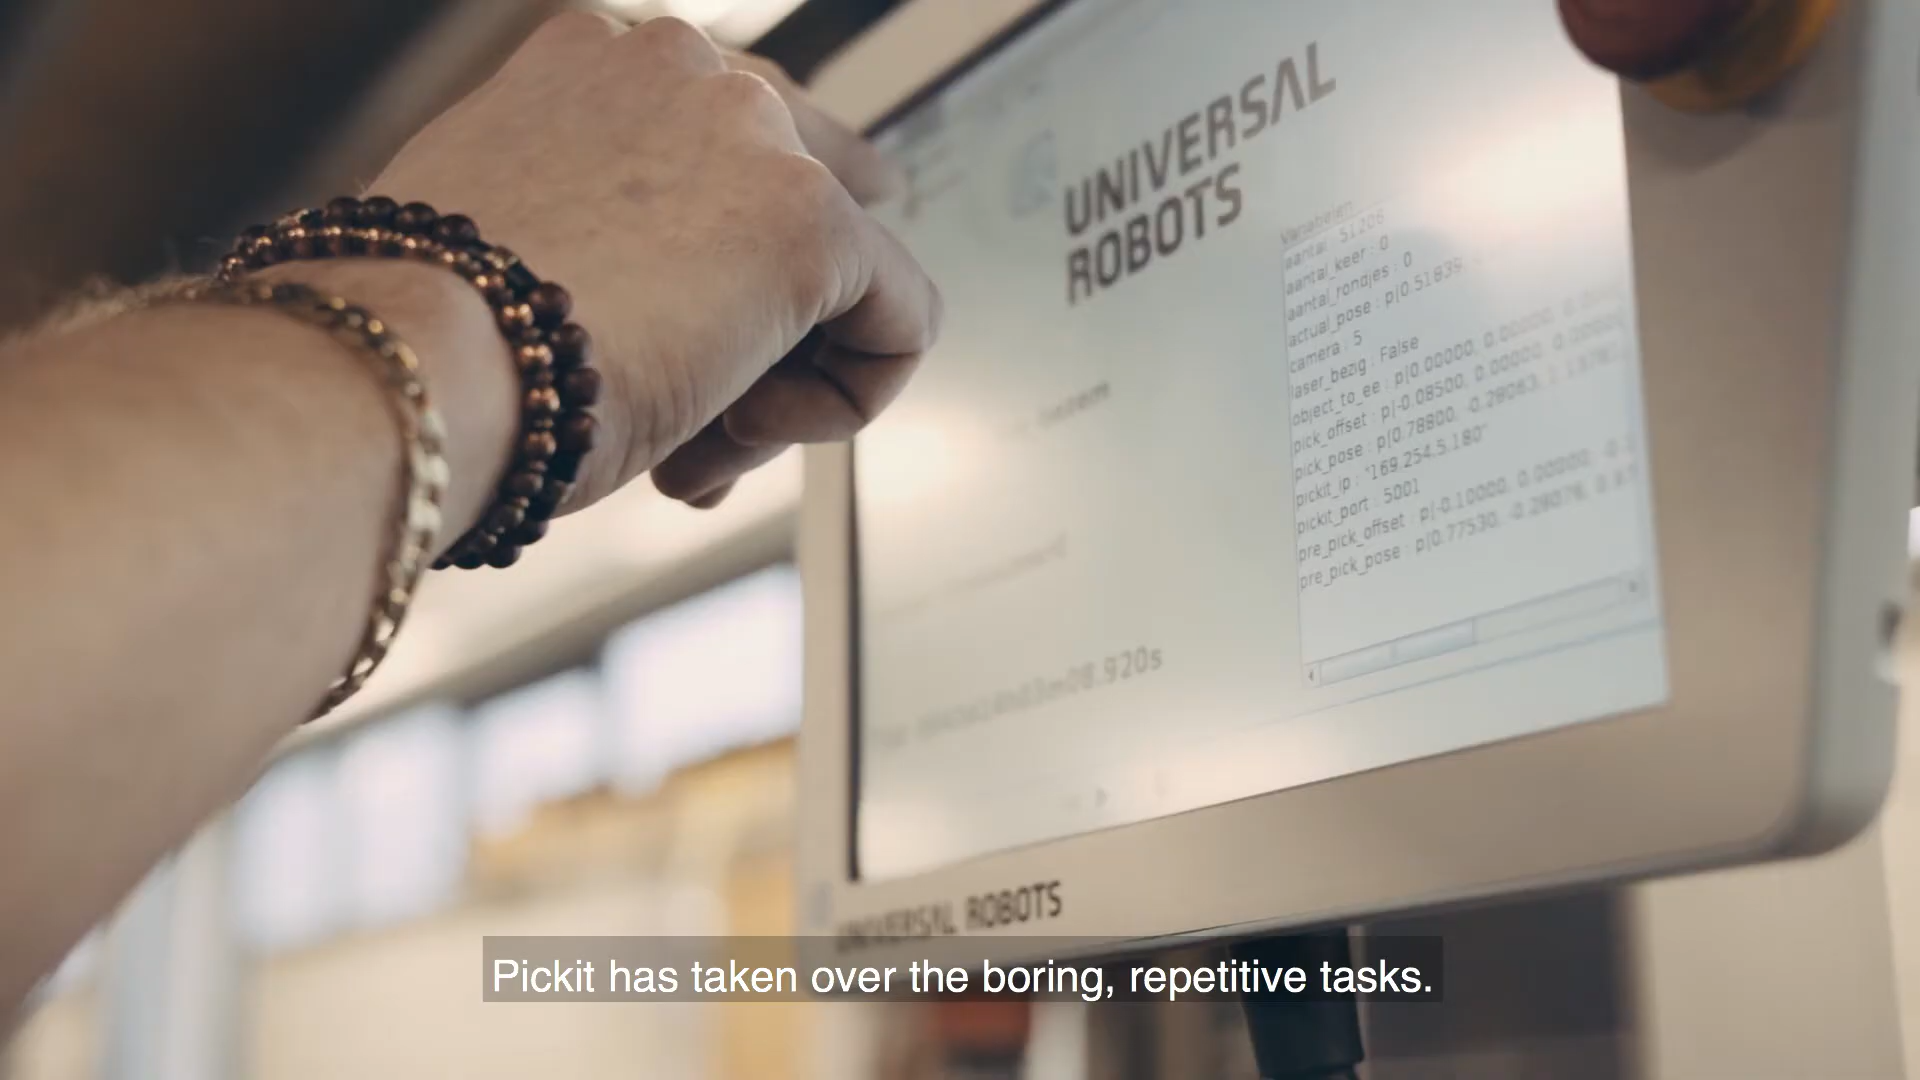 UNIVERSAL
ROBOTS
Variabelen
aantal : 51206
aantal_keer : 0
aantal_rondjes : 0
actual_pose : p[0.51839,
camera : 5
laser_bezig : False
object_to_ee : p[0.00000, 0.00000,
pick_offset : p[-0.08500, 0.00000,
pick_pose : p[0.78800, -0.28063,
pickit_ip : "169.254.5.180"
pickit_port : 5001
pre_pick_offset : p[-0.10000, 0.00000,
pre_pick_pose : p[0.77530, -0.28079,
UNIVERSAL ROBOTS
Pickit has taken over the boring, repetitive tasks.